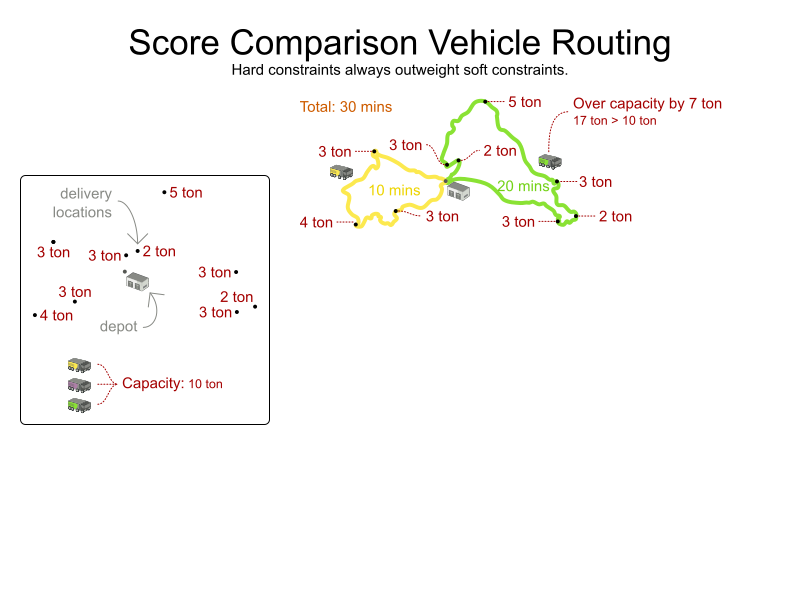 Score Comparison Vehicle Routing
Hard constraints always outweight soft constraints.
Total: 30 mins
5 ton
Over capacity by 7 ton
17 ton > 10 ton
3 ton
3 ton
2 ton
10 mins
20 mins
3 ton
4 ton
3 ton
3 ton
2 ton
delivery
locations
5 ton
3 ton
3 ton
2 ton
3 ton
3 ton
2 ton
4 ton
3 ton
depot
Capacity: 10 ton